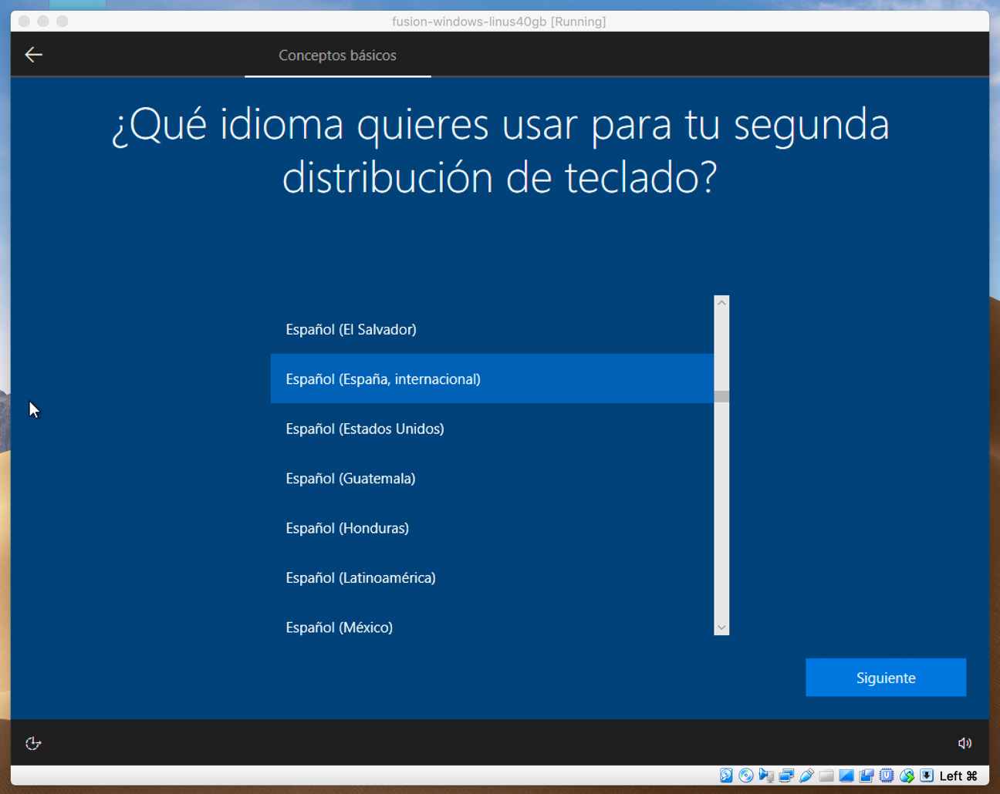 fusion-windows-linus40gb [Running]
Conceptos básicos
¿Qué idioma quieres usar para tu segunda
distribución de teclado?
Español (El Salvador)
Español (España, internacional)
Español (Estados Unidos)
Español (Guatemala)
Español (Honduras)
Español (Latinoamérica)
Español (México)
Siguiente
Left ⌘